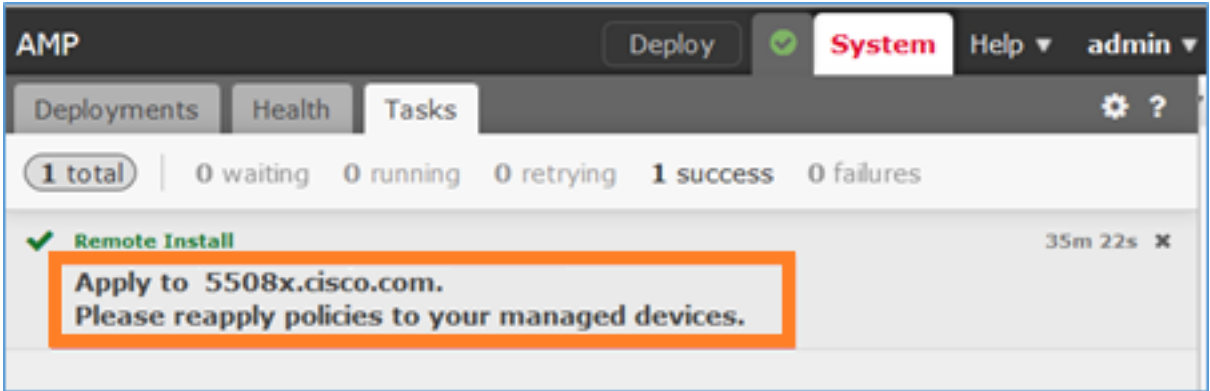 AMP Deploy System Help admin
Deployments Health Tasks ?
1 total 0 waiting 0 running 0 retrying 1 success 0 failures
Remote Install 35m 22s
Apply to 5508x.cisco.com.
Please reapply policies to your managed devices.